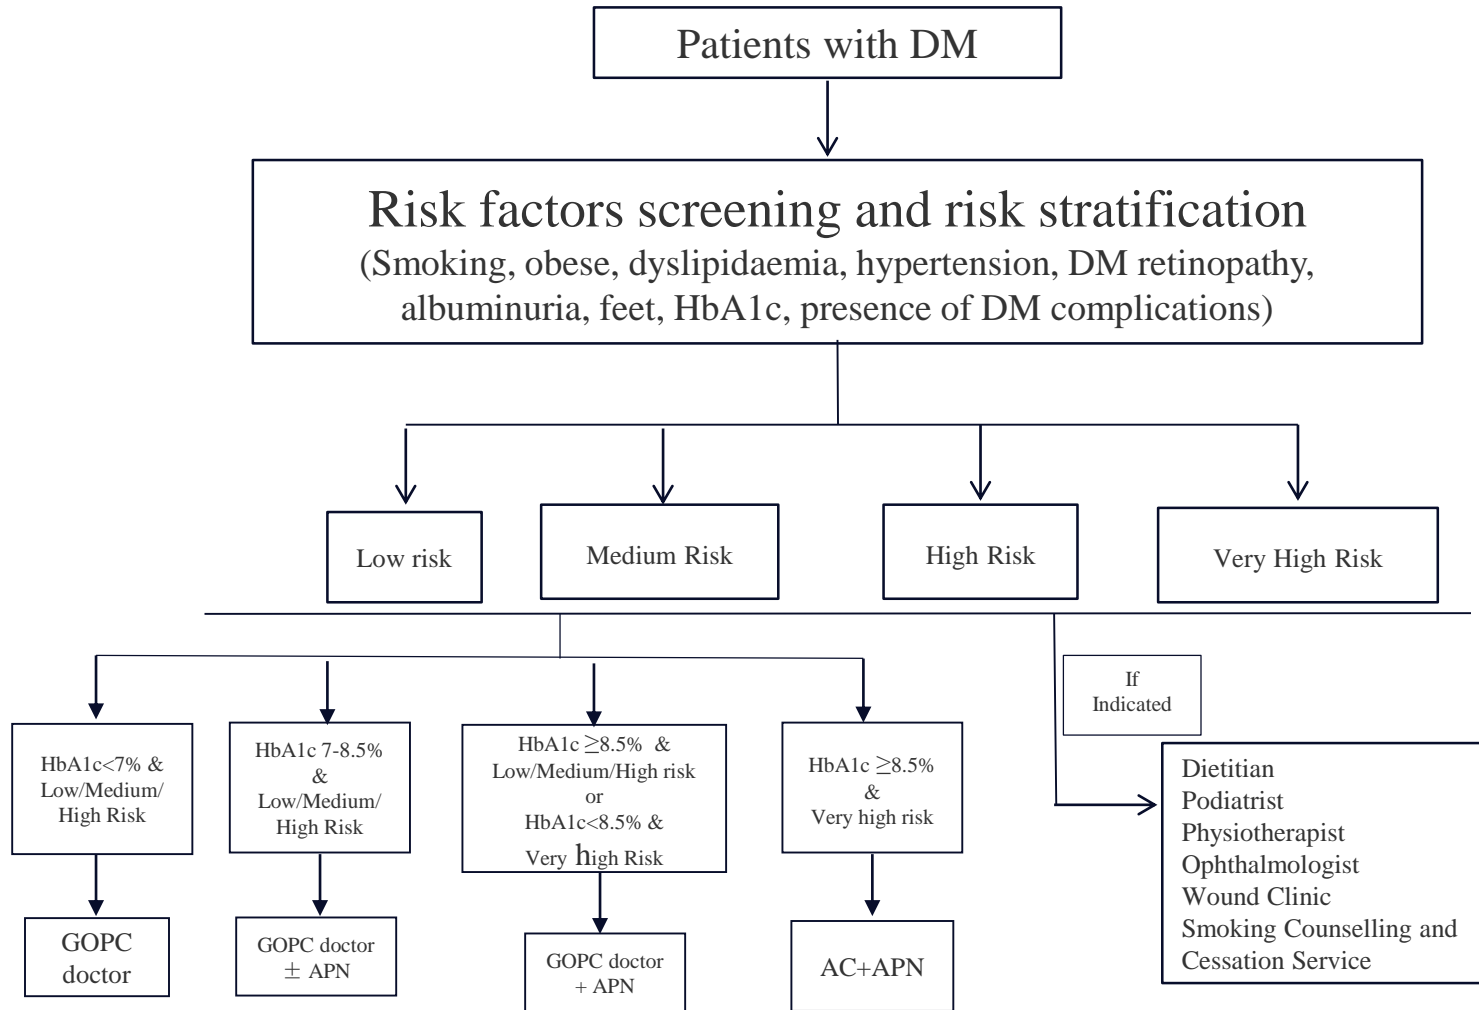 Patients with DM
Risk factors screening and risk stratification
(Smoking, obese, dyslipidaemia, hypertension, DM retinopathy,
albuminuria, feet, HbA1c, presence of DM complications)
Low risk
Medium Risk
High Risk
Very High Risk
If
Indicated
HbA1c<7% &
Low/Medium/
High Risk
HbA1c 7-8.5%
&
Low/Medium/
High Risk
HbA1c ≥8.5% &
Low/Medium/High risk
or
HbA1c<8.5% &
Very high Risk
HbA1c ≥8.5%
&
Very high risk
Dietitian
Podiatrist
Physiotherapist
Ophthalmologist
Wound Clinic
Smoking Counselling and
Cessation Service
GOPC
doctor
GOPC doctor
± APN
GOPC doctor
+ APN
AC+APN